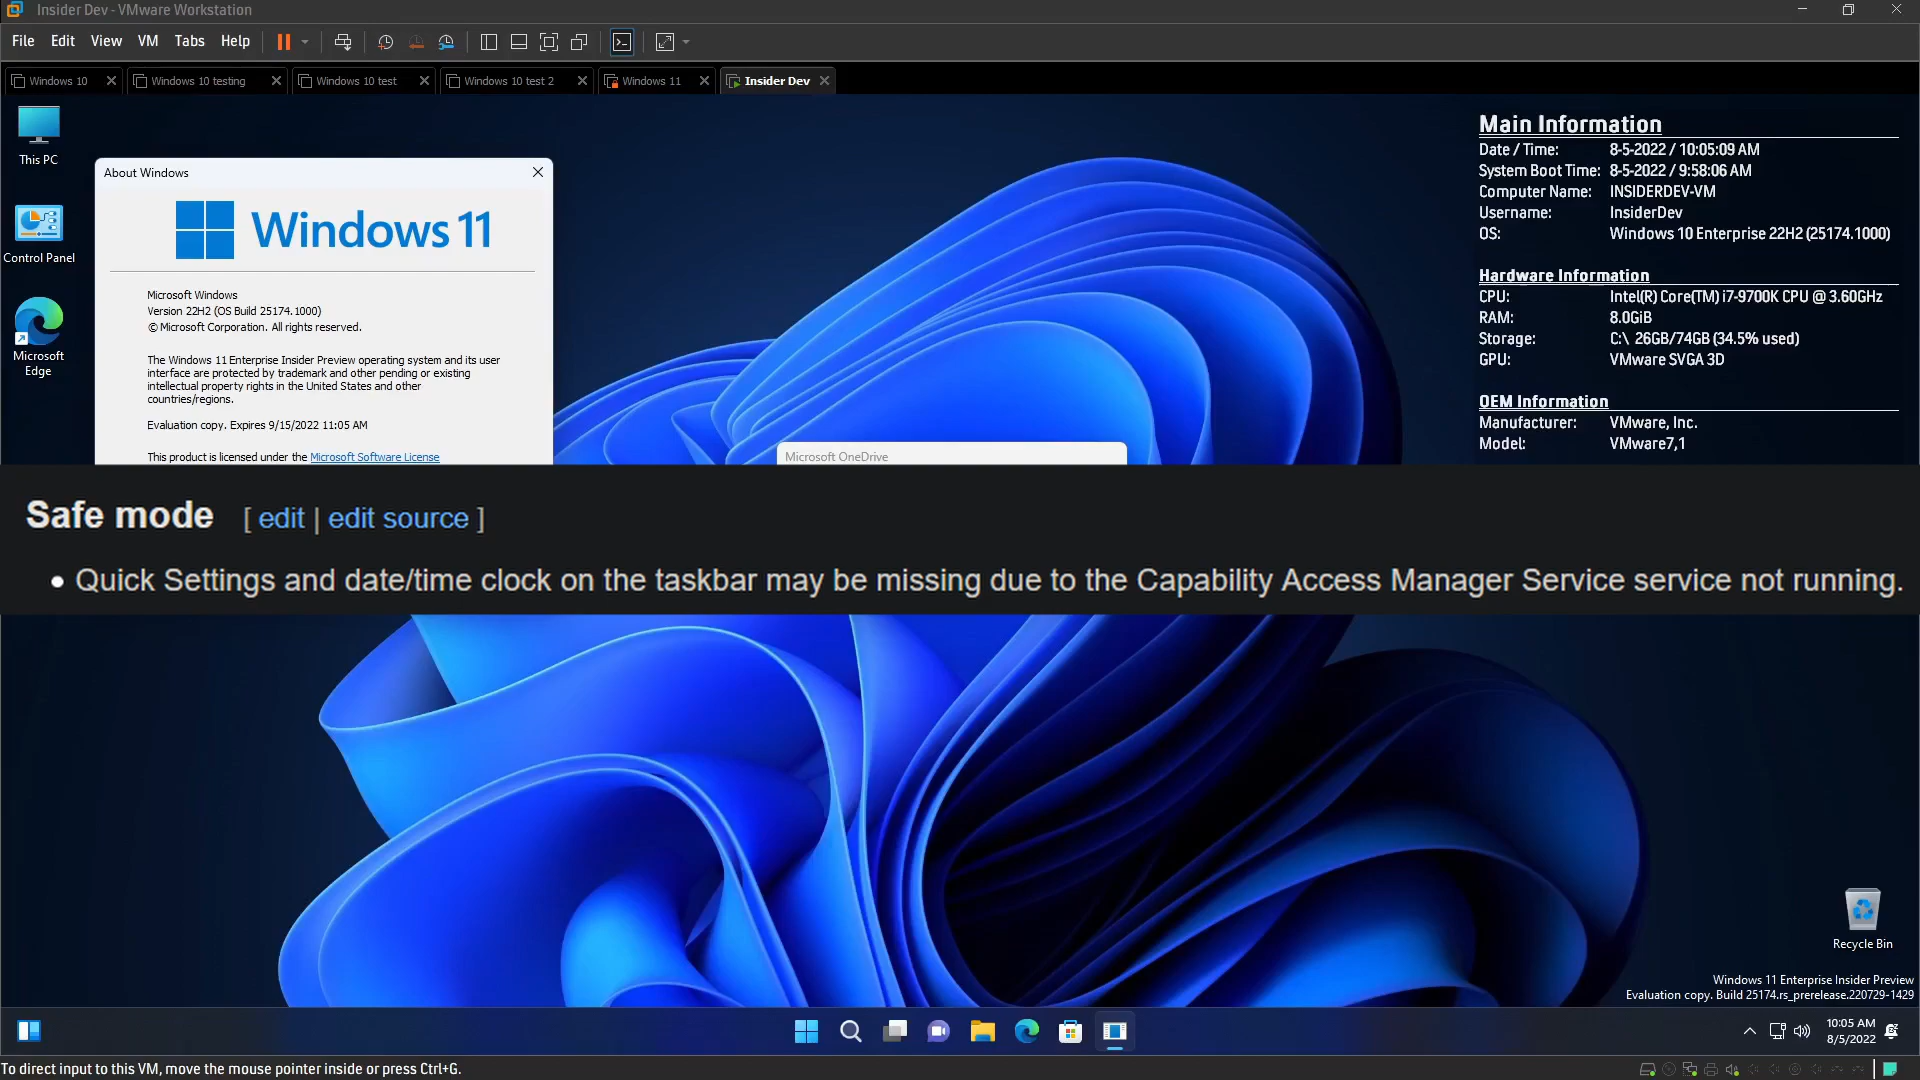 Insider Dev - VMware Workstation
File Edit View VM Tabs Help
Windows 10 Windows 10 testing Windows 10 test Windows 10 test 2 Windows 11 Insider Dev
This PC
Control Panel
Microsoft
Edge
About Windows
Windows 11
Microsoft Windows
Version 22H2 (OS Build 25174.1000)
© Microsoft Corporation. All rights reserved.
The Windows 11 Enterprise Insider Preview operating system and its user
interface are protected by trademark and other pending or existing
intellectual property rights in the United States and other
countries/regions.
Evaluation copy. Expires 9/15/2022 11:05 AM
This product is licensed under the Microsoft Software License
Microsoft OneDrive
Main Information
Date / Time: 8-5-2022 / 10:05:09 AM
System Boot Time: 8-5-2022 / 9:58:06 AM
Computer Name: INSIDERDEV-VM
Username: InsiderDev
OS: Windows 10 Enterprise 22H2 (25174.1000)
Hardware Information
CPU: Intel(R) Core(TM) i7-9700K CPU @ 3.60GHz
RAM: 8.0GiB
Storage: C:\ 26GB/74GB (34.5% used)
GPU: VMware SVGA 3D
OEM Information
Manufacturer: VMware, Inc.
Model: VMware7,1
Safe mode [ edit | edit source ]
• Quick Settings and date/time clock on the taskbar may be missing due to the Capability Access Manager Service service not running.
Recycle Bin
Windows 11 Enterprise Insider Preview
Evaluation copy. Build 25174.rs_prerelease.220729-1429
10:05 AM
8/5/2022
To direct input to this VM, move the mouse pointer inside or press Ctrl+G.